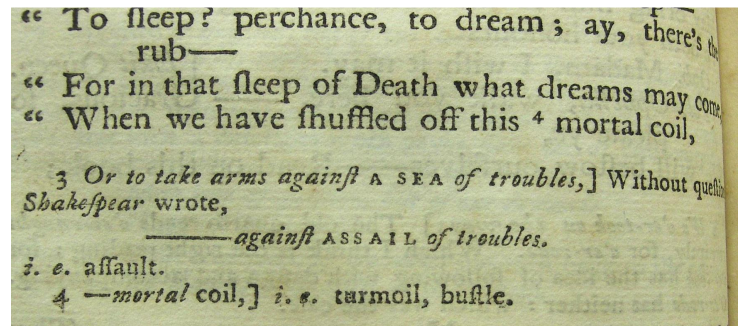 “ To ſleep? perchance, to dream; ay, there's the
rub——
“ For in that ſleep of Death what dreams may come,
“ When we have ſhuffled off this 4 mortal coil,
3 Or to take arms againſt A SEA of troubles,] Without queſtion
Shakeſpear wrote,
———againſt ASSAIL of troubles.
i. e. aſſault.
4 —mortal coil,] i. e. turmoil, buſtle.